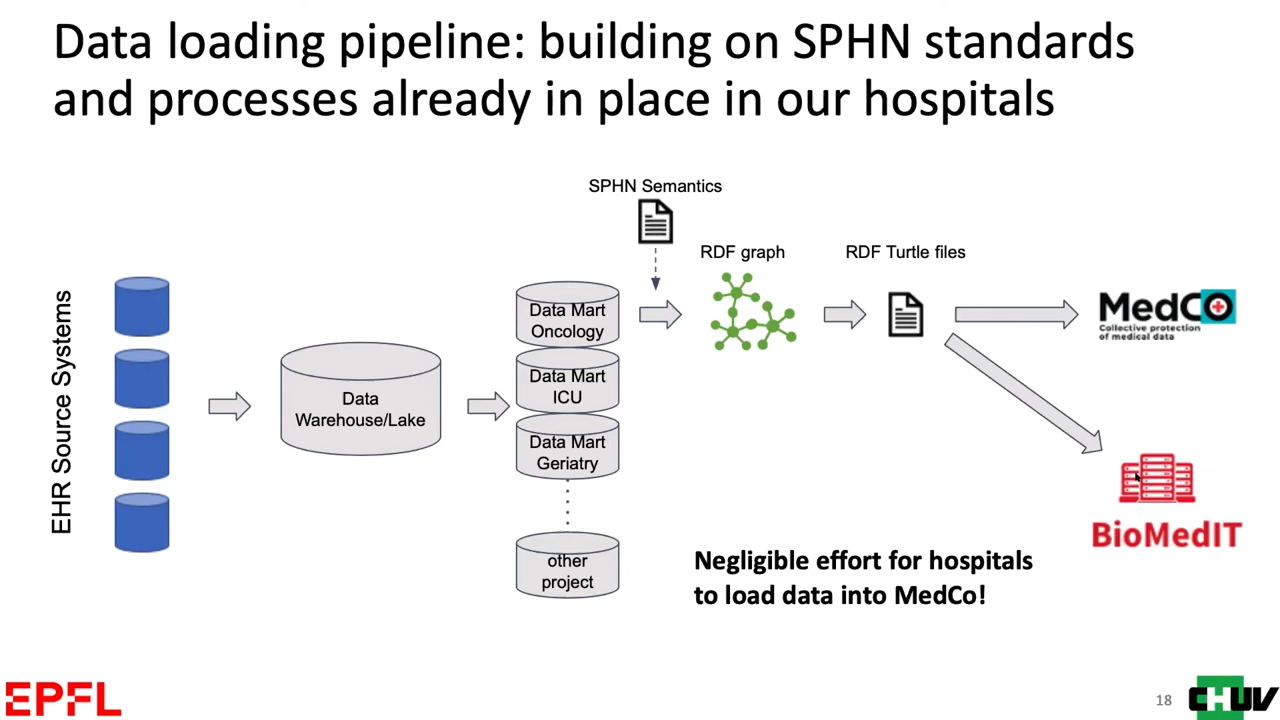 Data loading pipeline: building on SPHN standards
and processes already in place in our hospitals
SPHN Semantics
RDF graph
RDF Turtle files
EHR Source Systems
Data
Warehouse/Lake
Data Mart
Oncology
Data Mart
ICU
Data Mart
Geriatry
other
project
MedCO
Collective protection
of medical data
BioMedIT
Negligible effort for hospitals
to load data into MedCo!
EPFL
18
CHUV